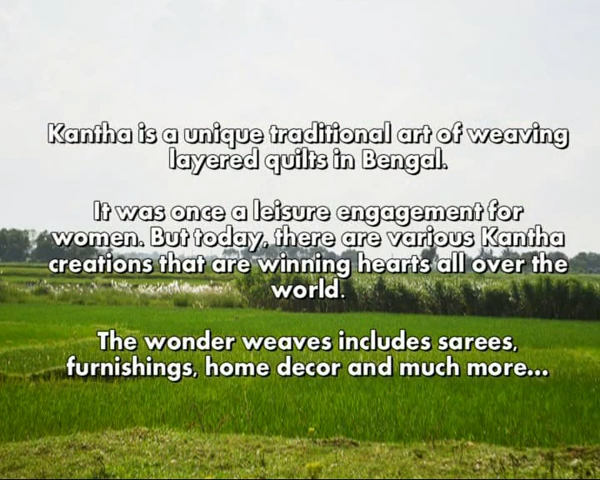 Kantha is a unique traditional art of weaving
layered quilts in Bengal.
It was once a leisure engagement for
women. But today, there are various Kantha
creations that are winning hearts all over the
world.
The wonder weaves includes sarees,
furnishings, home decor and much more...